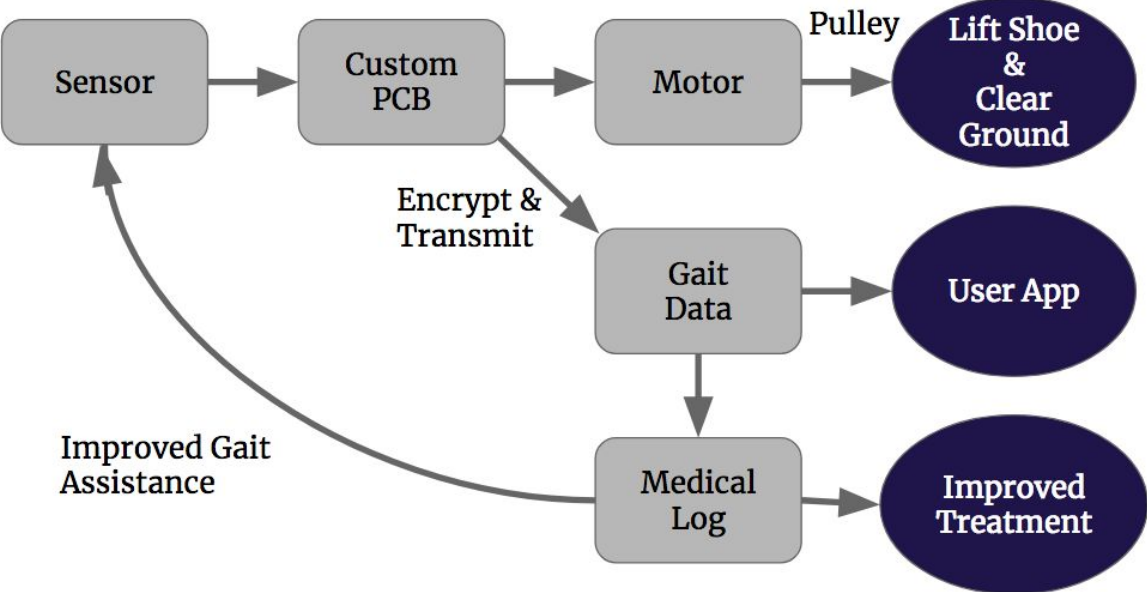 Sensor
Custom
PCB
Motor
Pulley
Lift Shoe
&
Clear
Ground
Encrypt &
Transmit
Gait
Data
User App
Improved Gait
Assistance
Medical
Log
Improved
Treatment